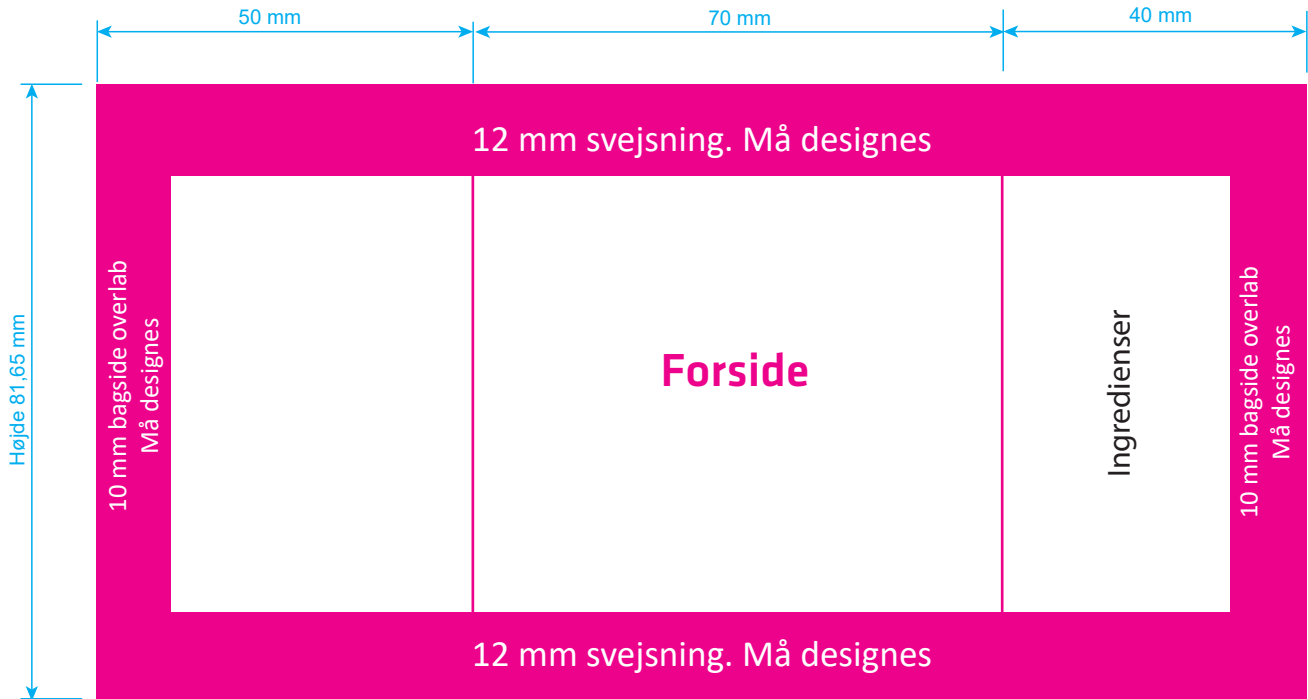 50 mm
70 mm
40 mm
12 mm svejsning. Må designes
Højde 81,65 mm
10 mm bagside overlab
Må designes
Forside
Ingredienser
10 mm bagside overlab
Må designes
12 mm svejsning. Må designes